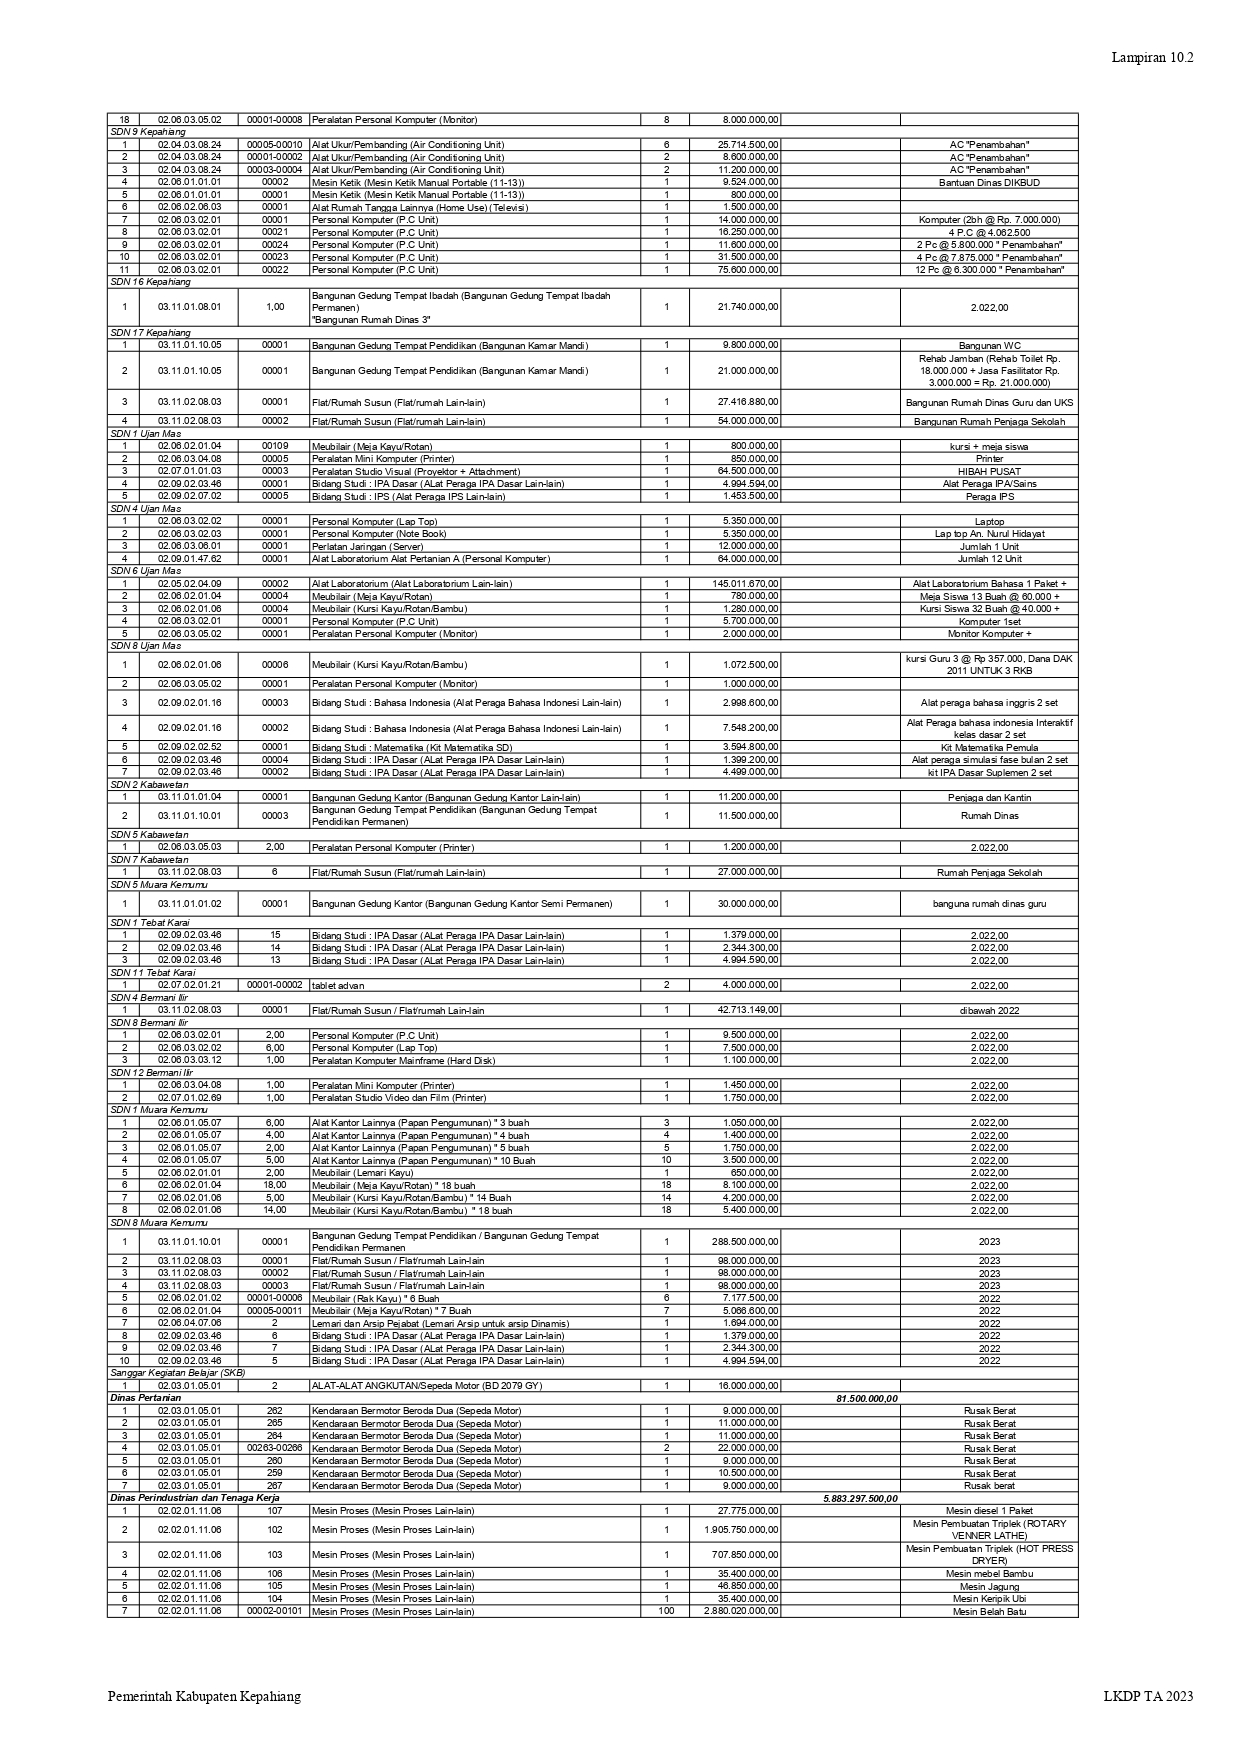 Lampiran 10.2
18 02.06.03.05.02 00001-00008 Peralatan Personal Komputer (Monitor) 8 8.000.000,00
SDN 9 Kepahiang
1 02.04.03.08.24 00005-00010 Alat Ukur/Pembanding (Air Conditioning Unit) 6 25.714.500,00 AC "Penambahan"
2 02.04.03.08.24 00001-00002 Alat Ukur/Pembanding (Air Conditioning Unit) 2 8.600.000,00 AC "Penambahan"
3 02.04.03.08.24 00003-00004 Alat Ukur/Pembanding (Air Conditioning Unit) 2 11.200.000,00 AC "Penambahan"
4 02.06.01.01.01 00002 Mesin Ketik (Mesin Ketik Manual Portable (11-13)) 1 9.524.000,00 Bantuan Dinas DIKBUD
5 02.06.01.01.01 00001 Mesin Ketik (Mesin Ketik Manual Portable (11-13)) 1 800.000,00
6 02.06.02.06.03 00001 Alat Rumah Tangga Lainnya (Home Use) (Televisi) 1 1.500.000,00
7 02.06.03.02.01 00001 Personal Komputer (P.C Unit) 1 14.000.000,00 Komputer (2bh @ Rp. 7.000.000)
8 02.06.03.02.01 00021 Personal Komputer (P.C Unit) 1 16.250.000,00 4 P.C @ 4.062.500
9 02.06.03.02.01 00024 Personal Komputer (P.C Unit) 1 11.600.000,00 2 Pc @ 5.800.000 " Penambahan"
10 02.06.03.02.01 00023 Personal Komputer (P.C Unit) 1 31.500.000,00 4 Pc @ 7.875.000 " Penambahan"
11 02.06.03.02.01 00022 Personal Komputer (P.C Unit) 1 75.600.000,00 12 Pc @ 6.300.000 " Penambahan"
SDN 16 Kepahiang
1 03.11.01.08.01 1,00 Bangunan Gedung Tempat Ibadah (Bangunan Gedung Tempat Ibadah
Permanen)
"Bangunan Rumah Dinas 3" 1 21.740.000,00 2.022,00
SDN 17 Kepahiang
1 03.11.01.10.05 00001 Bangunan Gedung Tempat Pendidikan (Bangunan Kamar Mandi) 1 9.800.000,00 Bangunan WC
2 03.11.01.10.05 00001 Bangunan Gedung Tempat Pendidikan (Bangunan Kamar Mandi) 1 21.000.000,00 Rehab Jamban (Rehab Toilet Rp.
18.000.000 + Jasa Fasilitator Rp.
3.000.000 = Rp. 21.000.000)
3 03.11.02.08.03 00001 Flat/Rumah Susun (Flat/rumah Lain-lain) 1 27.416.880,00 Bangunan Rumah Dinas Guru dan UKS
4 03.11.02.08.03 00002 Flat/Rumah Susun (Flat/rumah Lain-lain) 1 54.000.000,00 Bangunan Rumah Penjaga Sekolah
SDN 1 Ujan Mas
1 02.06.02.01.04 00109 Meubilair (Meja Kayu/Rotan) 1 800.000,00 kursi + meja siswa
2 02.06.03.04.08 00005 Peralatan Mini Komputer (Printer) 1 850.000,00 Printer
3 02.07.01.01.03 00003 Peralatan Studio Visual (Proyektor + Attachment) 1 64.500.000,00 HIBAH PUSAT
4 02.09.02.03.46 00001 Bidang Studi : IPA Dasar (ALat Peraga IPA Dasar Lain-lain) 1 4.994.594,00 Alat Peraga IPA/Sains
5 02.09.02.07.02 00005 Bidang Studi : IPS (Alat Peraga IPS Lain-lain) 1 1.453.500,00 Peraga IPS
SDN 4 Ujan Mas
1 02.06.03.02.02 00001 Personal Komputer (Lap Top) 1 5.350.000,00 Laptop
2 02.06.03.02.03 00001 Personal Komputer (Note Book) 1 5.350.000,00 Lap top An. Nurul Hidayat
3 02.06.03.06.01 00001 Perlatan Jaringan (Server) 1 12.000.000,00 Jumlah 1 Unit
4 02.09.01.47.62 00001 Alat Laboratorium Alat Pertanian A (Personal Komputer) 1 64.000.000,00 Jumlah 12 Unit
SDN 6 Ujan Mas
1 02.05.02.04.09 00002 Alat Laboratorium (Alat Laboratorium Lain-lain) 1 145.011.670,00 Alat Laboratorium Bahasa 1 Paket +
2 02.06.02.01.04 00004 Meubilair (Meja Kayu/Rotan) 1 780.000,00 Meja Siswa 13 Buah @ 60.000 +
3 02.06.02.01.06 00004 Meubilair (Kursi Kayu/Rotan/Bambu) 1 1.280.000,00 Kursi Siswa 32 Buah @ 40.000 +
4 02.06.03.02.01 00001 Personal Komputer (P.C Unit) 1 5.700.000,00 Komputer 1set
5 02.06.03.05.02 00001 Peralatan Personal Komputer (Monitor) 1 2.000.000,00 Monitor Komputer +
SDN 8 Ujan Mas
1 02.06.02.01.06 00006 Meubilair (Kursi Kayu/Rotan/Bambu) 1 1.072.500,00 kursi Guru 3 @ Rp 357.000, Dana DAK
2011 UNTUK 3 RKB
2 02.06.03.05.02 00001 Peralatan Personal Komputer (Monitor) 1 1.000.000,00
3 02.09.02.01.16 00003 Bidang Studi : Bahasa Indonesia (Alat Peraga Bahasa Indonesi Lain-lain) 1 2.998.600,00 Alat peraga bahasa inggris 2 set
4 02.09.02.01.16 00002 Bidang Studi : Bahasa Indonesia (Alat Peraga Bahasa Indonesi Lain-lain) 1 7.548.200,00 Alat Peraga bahasa indonesia Interaktif
kelas dasar 2 set
5 02.09.02.02.52 00001 Bidang Studi : Matematika (Kit Matematika SD) 1 3.594.800,00 Kit Matematika Pemula
6 02.09.02.03.46 00004 Bidang Studi : IPA Dasar (ALat Peraga IPA Dasar Lain-lain) 1 1.399.200,00 Alat peraga simulasi fase bulan 2 set
7 02.09.02.03.46 00002 Bidang Studi : IPA Dasar (ALat Peraga IPA Dasar Lain-lain) 1 4.499.000,00 kit IPA Dasar Suplemen 2 set
SDN 2 Kabawetan
1 03.11.01.01.04 00001 Bangunan Gedung Kantor (Bangunan Gedung Kantor Lain-lain) 1 11.200.000,00 Penjaga dan Kantin
2 03.11.01.10.01 00003 Bangunan Gedung Tempat Pendidikan (Bangunan Gedung Tempat
Pendidikan Permanen) 1 11.500.000,00 Rumah Dinas
SDN 5 Kabawetan
1 02.06.03.05.03 2,00 Peralatan Personal Komputer (Printer) 1 1.200.000,00 2.022,00
SDN 7 Kabawetan
1 03.11.02.08.03 6 Flat/Rumah Susun (Flat/rumah Lain-lain) 1 27.000.000,00 Rumah Penjaga Sekolah
SDN 5 Muara Kemumu
1 03.11.01.01.02 00001 Bangunan Gedung Kantor (Bangunan Gedung Kantor Semi Permanen) 1 30.000.000,00 banguna rumah dinas guru
SDN 1 Tebat Karai
1 02.09.02.03.46 15 Bidang Studi : IPA Dasar (ALat Peraga IPA Dasar Lain-lain) 1 1.379.000,00 2.022,00
2 02.09.02.03.46 14 Bidang Studi : IPA Dasar (ALat Peraga IPA Dasar Lain-lain) 1 2.344.300,00 2.022,00
3 02.09.02.03.46 13 Bidang Studi : IPA Dasar (ALat Peraga IPA Dasar Lain-lain) 1 4.994.590,00 2.022,00
SDN 11 Tebat Karai
1 02.07.02.01.21 00001-00002 tablet advan 2 4.000.000,00 2.022,00
SDN 4 Bermani Ilir
1 03.11.02.08.03 00001 Flat/Rumah Susun / Flat/rumah Lain-lain 1 42.713.149,00 dibawah 2022
SDN 8 Bermani Ilir
1 02.06.03.02.01 2,00 Personal Komputer (P.C Unit) 1 9.500.000,00 2.022,00
2 02.06.03.02.02 6,00 Personal Komputer (Lap Top) 1 7.500.000,00 2.022,00
3 02.06.03.03.12 1,00 Peralatan Komputer Mainframe (Hard Disk) 1 1.100.000,00 2.022,00
SDN 12 Bermani Ilir
1 02.06.03.04.08 1,00 Peralatan Mini Komputer (Printer) 1 1.450.000,00 2.022,00
2 02.07.01.02.69 1,00 Peralatan Studio Video dan Film (Printer) 1 1.750.000,00 2.022,00
SDN 1 Muara Kemumu
1 02.06.01.05.07 6,00 Alat Kantor Lainnya (Papan Pengumunan) " 3 buah 3 1.050.000,00 2.022,00
2 02.06.01.05.07 4,00 Alat Kantor Lainnya (Papan Pengumunan) " 4 buah 4 1.400.000,00 2.022,00
3 02.06.01.05.07 2,00 Alat Kantor Lainnya (Papan Pengumunan) " 5 buah 5 1.750.000,00 2.022,00
4 02.06.01.05.07 5,00 Alat Kantor Lainnya (Papan Pengumunan) " 10 Buah 10 3.500.000,00 2.022,00
5 02.06.02.01.01 2,00 Meubilair (Lemari Kayu) 1 650.000,00 2.022,00
6 02.06.02.01.04 18,00 Meubilair (Meja Kayu/Rotan) " 18 buah 18 8.100.000,00 2.022,00
7 02.06.02.01.06 5,00 Meubilair (Kursi Kayu/Rotan/Bambu) " 14 Buah 14 4.200.000,00 2.022,00
8 02.06.02.01.06 14,00 Meubilair (Kursi Kayu/Rotan/Bambu) " 18 buah 18 5.400.000,00 2.022,00
SDN 8 Muara Kemumu
1 03.11.01.10.01 00001 Bangunan Gedung Tempat Pendidikan / Bangunan Gedung Tempat
Pendidikan Permanen 1 288.500.000,00 2023
2 03.11.02.08.03 00001 Flat/Rumah Susun / Flat/rumah Lain-lain 1 98.000.000,00 2023
3 03.11.02.08.03 00002 Flat/Rumah Susun / Flat/rumah Lain-lain 1 98.000.000,00 2023
4 03.11.02.08.03 00003 Flat/Rumah Susun / Flat/rumah Lain-lain 1 98.000.000,00 2023
5 02.06.02.01.02 00001-00006 Meubilair (Rak Kayu) " 6 Buah 6 7.177.500,00 2022
6 02.06.02.01.04 00005-00011 Meubilair (Meja Kayu/Rotan) " 7 Buah 7 5.066.600,00 2022
7 02.06.04.07.06 2 Lemari dan Arsip Pejabat (Lemari Arsip untuk arsip Dinamis) 1 1.694.000,00 2022
8 02.09.02.03.46 6 Bidang Studi : IPA Dasar (ALat Peraga IPA Dasar Lain-lain) 1 1.379.000,00 2022
9 02.09.02.03.46 7 Bidang Studi : IPA Dasar (ALat Peraga IPA Dasar Lain-lain) 1 2.344.300,00 2022
10 02.09.02.03.46 5 Bidang Studi : IPA Dasar (ALat Peraga IPA Dasar Lain-lain) 1 4.994.594,00 2022
Sanggar Kegiatan Belajar (SKB)
1 02.03.01.05.01 2 ALAT-ALAT ANGKUTAN/Sepeda Motor (BD 2079 GY) 1 16.000.000,00
Dinas Pertanian 81.500.000,00
1 02.03.01.05.01 262 Kendaraan Bermotor Beroda Dua (Sepeda Motor) 1 9.000.000,00 Rusak Berat
2 02.03.01.05.01 265 Kendaraan Bermotor Beroda Dua (Sepeda Motor) 1 11.000.000,00 Rusak Berat
3 02.03.01.05.01 264 Kendaraan Bermotor Beroda Dua (Sepeda Motor) 1 11.000.000,00 Rusak Berat
4 02.03.01.05.01 00263-00266 Kendaraan Bermotor Beroda Dua (Sepeda Motor) 2 22.000.000,00 Rusak Berat
5 02.03.01.05.01 260 Kendaraan Bermotor Beroda Dua (Sepeda Motor) 1 9.000.000,00 Rusak Berat
6 02.03.01.05.01 259 Kendaraan Bermotor Beroda Dua (Sepeda Motor) 1 10.500.000,00 Rusak Berat
7 02.03.01.05.01 267 Kendaraan Bermotor Beroda Dua (Sepeda Motor) 1 9.000.000,00 Rusak berat
Dinas Perindustrian dan Tenaga Kerja 5.883.297.500,00
1 02.02.01.11.06 107 Mesin Proses (Mesin Proses Lain-lain) 1 27.775.000,00 Mesin diesel 1 Paket
2 02.02.01.11.06 102 Mesin Proses (Mesin Proses Lain-lain) 1 1.905.750.000,00 Mesin Pembuatan Triplek (ROTARY
VENNER LATHE)
3 02.02.01.11.06 103 Mesin Proses (Mesin Proses Lain-lain) 1 707.850.000,00 Mesin Pembuatan Triplek (HOT PRESS
DRYER)
4 02.02.01.11.06 106 Mesin Proses (Mesin Proses Lain-lain) 1 35.400.000,00 Mesin mebel Bambu
5 02.02.01.11.06 105 Mesin Proses (Mesin Proses Lain-lain) 1 46.850.000,00 Mesin Jagung
6 02.02.01.11.06 104 Mesin Proses (Mesin Proses Lain-lain) 1 35.400.000,00 Mesin Keripik Ubi
7 02.02.01.11.06 00002-00101 Mesin Proses (Mesin Proses Lain-lain) 100 2.880.020.000,00 Mesin Belah Batu
Pemerintah Kabupaten Kepahiang LKDP TA 2023